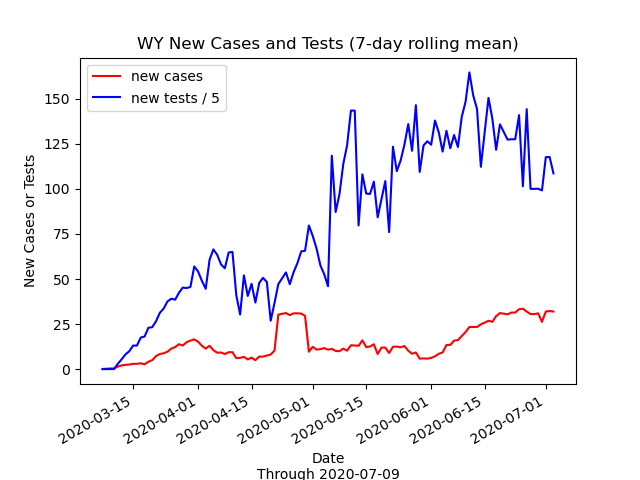 WY New Cases and Tests (7-day rolling mean)
new cases
new tests / 5
New Cases or Tests
150
125
100
75
50
25
0
2020-03-15
2020-04-01
2020-04-15
2020-05-01
2020-05-15
2020-06-01
2020-06-15
2020-07-01
Date
Through 2020-07-09